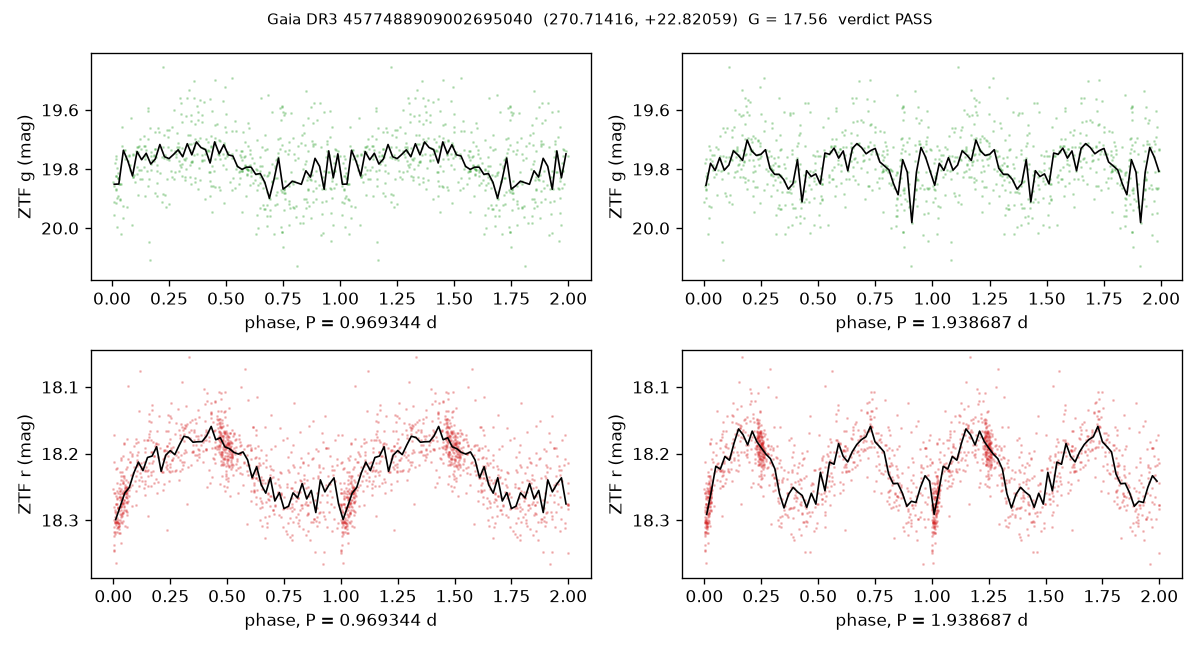 Gaia DR3 4577488909002695040 (270.71416, +22.82059) G = 17.56 verdict PASS
ZTF g (mag)
19.6
19.8
20.0
0.00 0.25 0.50 0.75 1.00 1.25 1.50 1.75 2.00
phase, P = 0.969344 d
ZTF g (mag)
19.6
19.8
20.0
0.00 0.25 0.50 0.75 1.00 1.25 1.50 1.75 2.00
phase, P = 1.938687 d
ZTF r (mag)
18.1
18.2
18.3
0.00 0.25 0.50 0.75 1.00 1.25 1.50 1.75 2.00
phase, P = 0.969344 d
ZTF r (mag)
18.1
18.2
18.3
0.00 0.25 0.50 0.75 1.00 1.25 1.50 1.75 2.00
phase, P = 1.938687 d